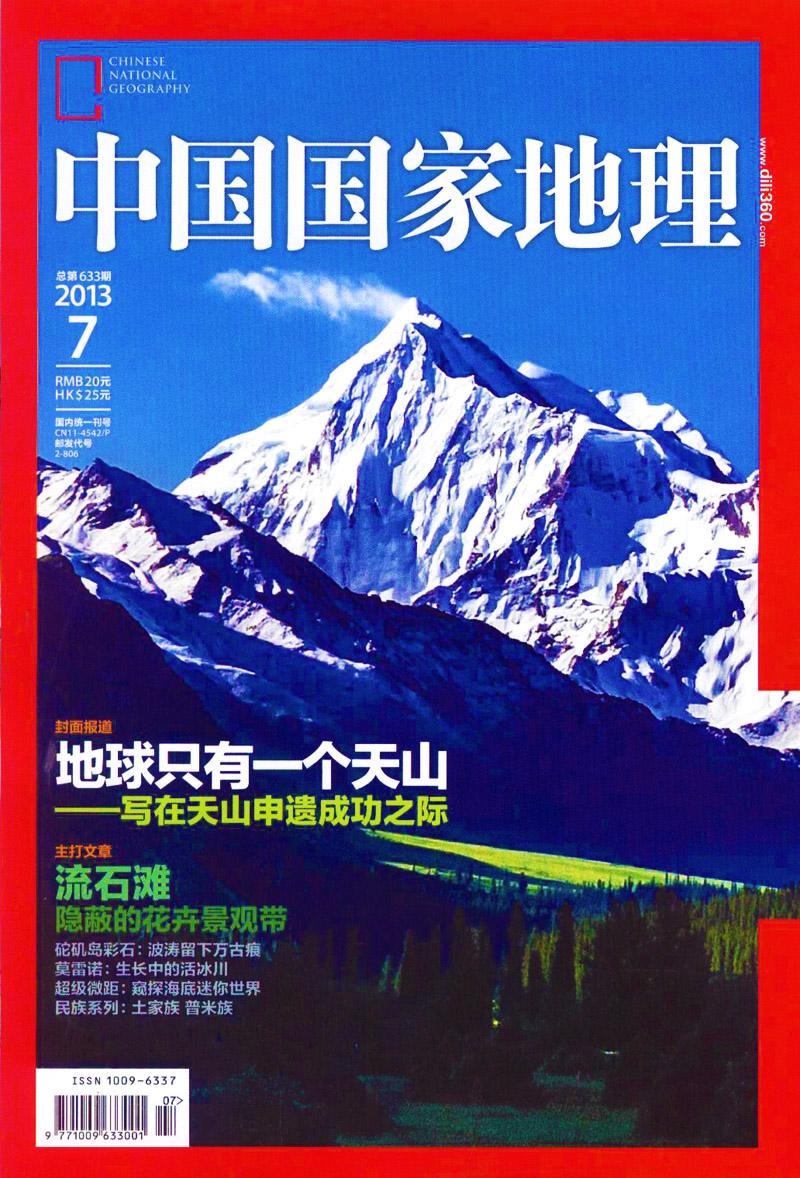 CHINESE
NATIONAL
GEOGRAPHY
中国国家地理
www.dili360.com
总第633期
2013
7
RMB20元
HK$25元
国内统一刊号
CN11-4542/P
邮发代号
2-806
封面报道
地球只有一个天山
——写在天山申遗成功之际
主打文章
流石滩
隐蔽的花卉景观带
砣矶岛彩石：波涛留下万古痕
莫雷诺：生长中的活冰川
超级微距：窥探海底迷你世界
民族系列：土家族 普米族
ISSN 1009-6337
07>
9 771009 633001